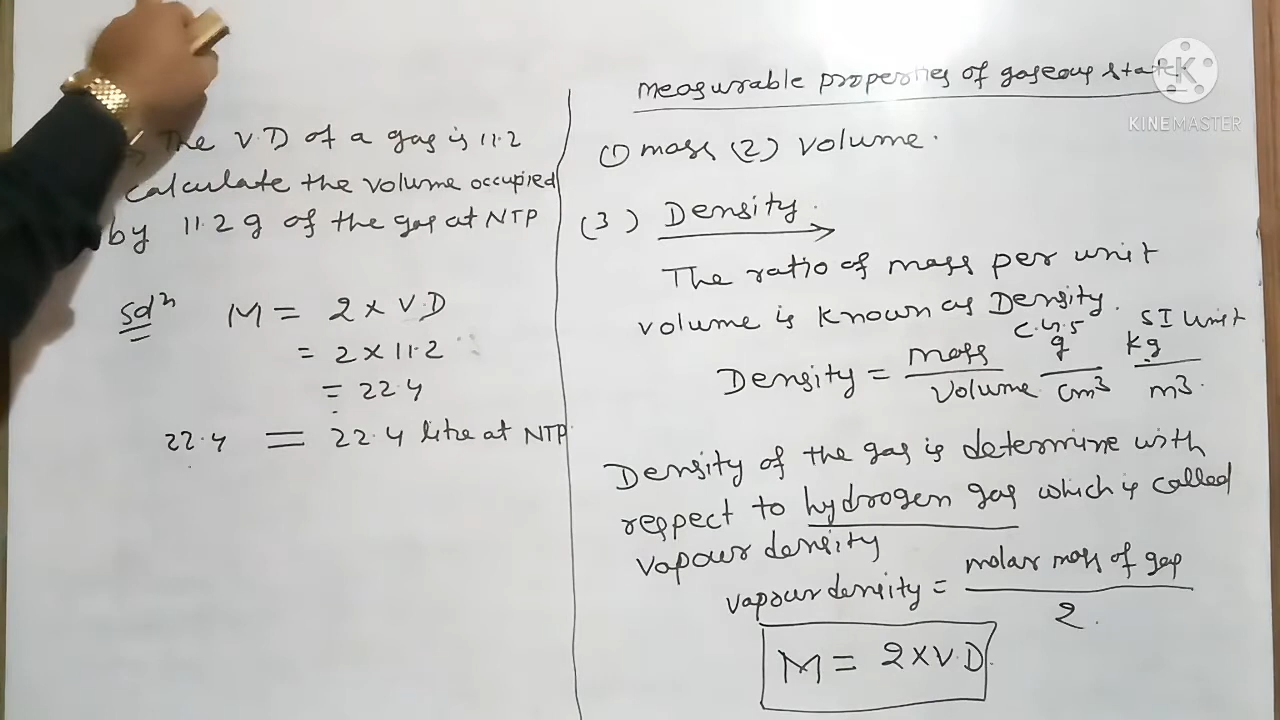 The V.D of a gas is 11.2
calculate the volume occupied
by 11.2 g of the gas at NTP
Soln M = 2 x V.D
= 2 x 11.2
= 22.4
22.4 = 22.4 litre at NTP
measurable properties of gaseous state
(1) mass (2) volume.
(3) Density.
The ratio of mass per unit
volume is known as Density.
C.G.S SI Unit
Density = mass / Volume g / cm3 kg / m3.
Density of the gas is determine with
respect to hydrogen gas which is called
vapour density
vapour density = molar mass of gas / 2.
M = 2 x V.D.
K
KINEMASTER